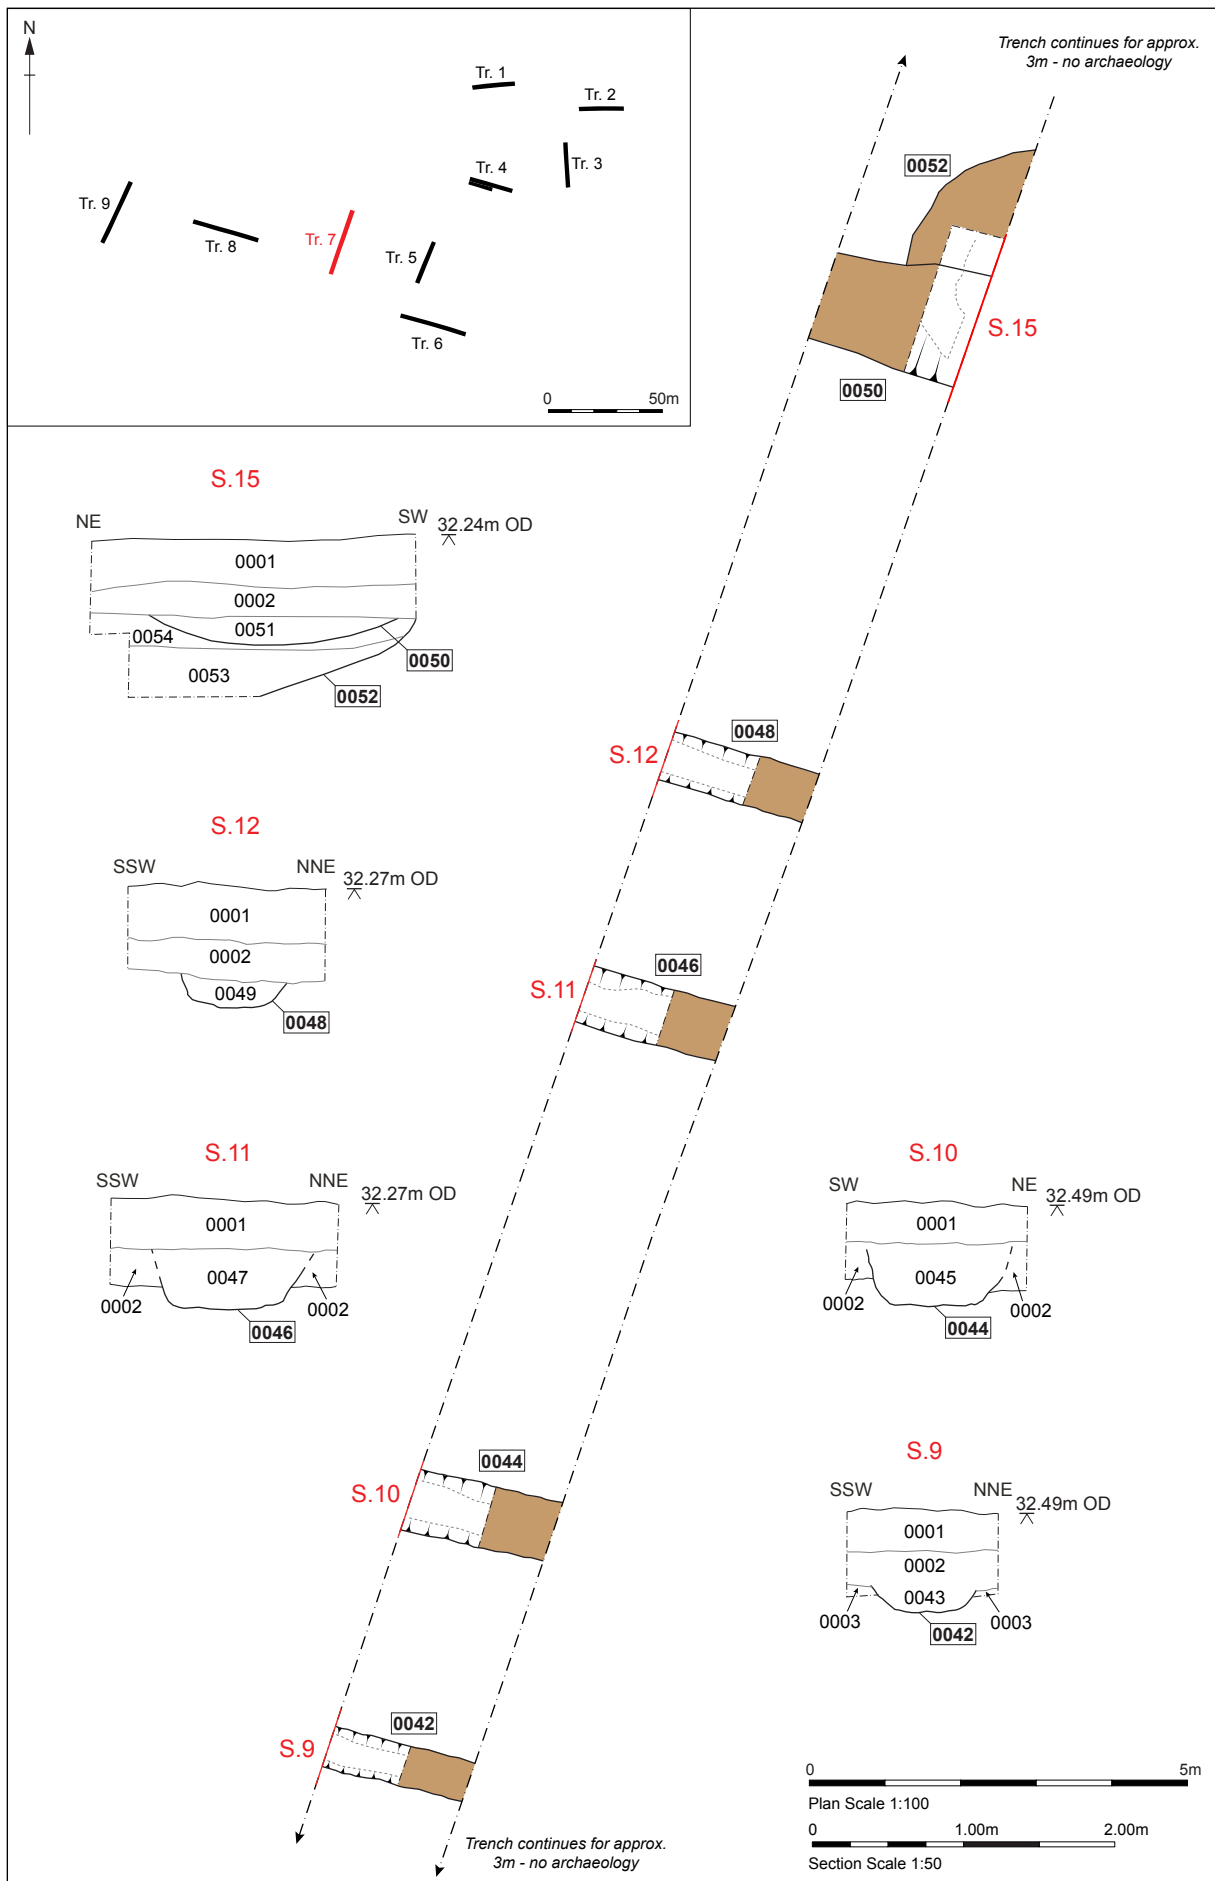 N
Tr. 1
Tr. 2
Tr. 3
Tr. 4
Tr. 9
Tr. 8
Tr. 7
Tr. 5
Tr. 6
0 50m
Trench continues for approx.
3m - no archaeology
0052
S.15
0050
S.15
NE SW 32.24m OD
0001
0002
0051
0054
0050
0053
0052
0048
S.12
S.12
SSW NNE 32.27m OD
0001
0002
0049
0048
0046
S.11
S.11
SSW NNE 32.27m OD
0001
0047
0002 0002
0046
S.10
SW NE 32.49m OD
0001
0045
0002 0002
0044
0044
S.10
S.9
SSW NNE 32.49m OD
0001
0002
0043
0003 0003
0042
0042
S.9
Trench continues for approx.
3m - no archaeology
0 5m
Plan Scale 1:100
0 1.00m 2.00m
Section Scale 1:50